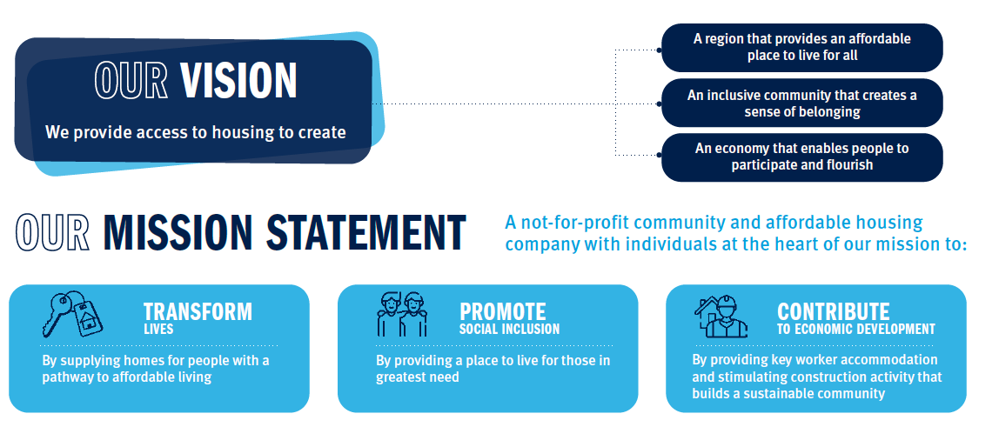 OUR VISION
We provide access to housing to create
A region that provides an affordable
place to live for all
An inclusive community that creates a
sense of belonging
An economy that enables people to
participate and flourish
OUR MISSION STATEMENT
A not-for-profit community and affordable housing
company with individuals at the heart of our mission to:
TRANSFORM
LIVES
By supplying homes for people with a
pathway to affordable living
PROMOTE
SOCIAL INCLUSION
By providing a place to live for those in
greatest need
CONTRIBUTE
TO ECONOMIC DEVELOPMENT
By providing key worker accommodation
and stimulating construction activity that
builds a sustainable community